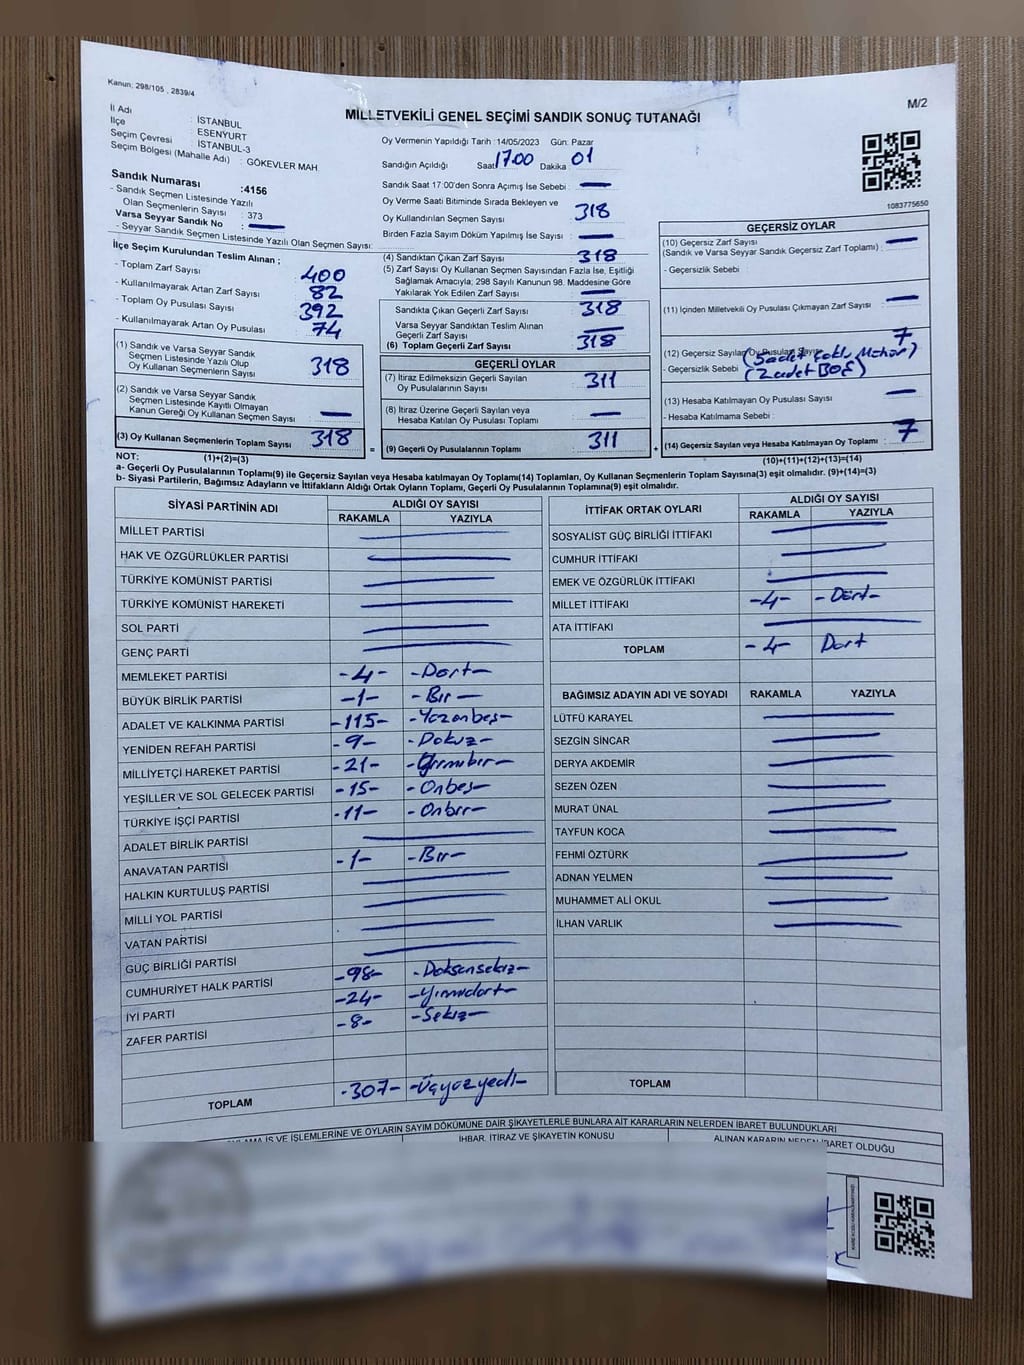 Kanun: 298/105 , 2839/4
M/2
MİLLETVEKİLİ GENEL SEÇİMİ SANDIK SONUÇ TUTANAĞI
İl Adı : İSTANBUL
İlçe : ESENYURT
Seçim Çevresi : İSTANBUL-3
Seçim Bölgesi (Mahalle Adı) : GÖKEVLER MAH
Sandık Numarası :4156
- Sandık Seçmen Listesinde Yazılı
Olan Seçmenlerin Sayısı : 373
Varsa Seyyar Sandık No : —
- Seyyar Sandık Seçmen Listesinde Yazılı Olan Seçmen Sayısı:
İlçe Seçim Kurulundan Teslim Alınan ;
- Toplam Zarf Sayısı 400
- Kullanılmayarak Artan Zarf Sayısı 82
- Toplam Oy Pusulası Sayısı 392
- Kullanılmayarak Artan Oy Pusulası 74
Oy Vermenin Yapıldığı Tarih :14/05/2023 Gün: Pazar
Sandığın Açıldığı Saat 17.00 Dakika 01
Sandık Saat 17:00'den Sonra Açımış İse Sebebi : —
Oy Verme Saati Bitiminde Sırada Bekleyen ve
Oy Kullandırılan Seçmen Sayısı 318
Birden Fazla Sayım Döküm Yapılmış İse Sayısı —
(4) Sandıktan Çıkan Zarf Sayısı 318
(5) Zarf Sayısı Oy Kullanan Seçmen Sayısından Fazla İse, Eşitliği
Sağlamak Amacıyla; 298 Sayılı Kanunun 98. Maddesine Göre
Yakılarak Yok Edilen Zarf Sayısı —
Sandıkta Çıkan Geçerli Zarf Sayısı 318
Varsa Seyyar Sandıktan Teslim Alınan
Geçerli Zarf Sayısı —
(6) Toplam Geçerli Zarf Sayısı 318
1083775650
GEÇERSİZ OYLAR
(10) Geçersiz Zarf Sayısı —
(Sandık ve Varsa Seyyar Sandık Geçersiz Zarf Toplamı) :
- Geçersizlik Sebebi
(11) İçinden Milletvekili Oy Pusulası Çıkmayan Zarf Sayısı : —
(12) Geçersiz Sayılan Oy Pusulası Sayısı 7
- Geçersizlik Sebebi (5 adet Çoklu Mühür)
(2 adet BOŞ)
(13) Hesaba Katılmayan Oy Pusulası Sayısı —
- Hesaba Katılmama Sebebi :
(14) Geçersiz Sayılan veya Hesaba Katılmayan Oy Toplamı : 7
(10)+(11)+(12)+(13)=(14)
(1) Sandık ve Varsa Seyyar Sandık
Seçmen Listesinde Yazılı Olup
Oy Kullanan Seçmenlerin Sayısı 318
(2) Sandık ve Varsa Seyyar Sandık
Seçmen Listesinde Kayıtlı Olmayan
Kanun Gereği Oy Kullanan Seçmen Sayısı —
(3) Oy Kullanan Seçmenlerin Toplam Sayısı 318 =
(1)+(2)=(3)
GEÇERLİ OYLAR
(7) İtiraz Edilmeksizin Geçerli Sayılan
Oy Pusulalarının Sayısı 311
(8) İtiraz Üzerine Geçerli Sayılan veya
Hesaba Katılan Oy Pusulası Toplamı —
(9) Geçerli Oy Pusulalarının Toplamı 311 +
NOT:
a- Geçerli Oy Pusulalarının Toplamı(9) ile Geçersiz Sayılan veya Hesaba katılmayan Oy Toplamı(14) Toplamları, Oy Kullanan Seçmenlerin Toplam Sayısına(3) eşit olmalıdır. (9)+(14)=(3)
b- Siyasi Partilerin, Bağımsız Adayların ve İttifakların Aldığı Ortak Oyların Toplamı, Geçerli Oy Pusulalarının Toplamına(9) eşit olmalıdır.
SİYASİ PARTİNİN ADI ALDIĞI OY SAYISI
RAKAMLA YAZIYLA
MİLLET PARTİSİ —
HAK VE ÖZGÜRLÜKLER PARTİSİ —
TÜRKİYE KOMÜNİST PARTİSİ —
TÜRKİYE KOMÜNİST HAREKETİ —
SOL PARTİ —
GENÇ PARTİ —
MEMLEKET PARTİSİ -4- -Dört-
BÜYÜK BİRLİK PARTİSİ -1- -Bir-
ADALET VE KALKINMA PARTİSİ -115- -Yüzonbeş-
YENİDEN REFAH PARTİSİ -9- -Dokuz-
MİLLİYETÇİ HAREKET PARTİSİ -21- -Yirmibir-
YEŞİLLER VE SOL GELECEK PARTİSİ -15- -Onbeş-
TÜRKİYE İŞÇİ PARTİSİ -11- -Onbir-
ADALET BİRLİK PARTİSİ —
ANAVATAN PARTİSİ -1- -Bir-
HALKIN KURTULUŞ PARTİSİ —
MİLLİ YOL PARTİSİ —
VATAN PARTİSİ —
GÜÇ BİRLİĞİ PARTİSİ —
CUMHURİYET HALK PARTİSİ -98- -Doksansekiz-
İYİ PARTİ -24- -Yirmidört-
ZAFER PARTİSİ -8- -Sekiz-
TOPLAM -307- -Üçyüzyedi-
İTTİFAK ORTAK OYLARI ALDIĞI OY SAYISI
RAKAMLA YAZIYLA
SOSYALİST GÜÇ BİRLİĞİ İTTİFAKI —
CUMHUR İTTİFAKI —
EMEK VE ÖZGÜRLÜK İTTİFAKI —
MİLLET İTTİFAKI -4- -Dört-
ATA İTTİFAKI —
TOPLAM -4- Dört
BAĞIMSIZ ADAYIN ADI VE SOYADI RAKAMLA YAZIYLA
LÜTFÜ KARAYEL —
SEZGİN SİNCAR —
DERYA AKDEMİR —
SEZEN ÖZEN —
MURAT ÜNAL —
TAYFUN KOCA —
FEHMİ ÖZTÜRK —
ADNAN YELMEN —
MUHAMMET ALİ OKUL —
İLHAN VARLIK —
TOPLAM
İŞ VE İŞLEMLERİNE VE OYLARIN SAYIM DÖKÜMÜNE DAİR ŞİKAYETLERLE BUNLARA AİT KARARLARIN NELERDEN İBARET BULUNDUKLARI
İHBAR, İTİRAZ VE ŞİKAYETİN KONUSU ALINAN KARARIN NEDEN İBARET OLDUĞU